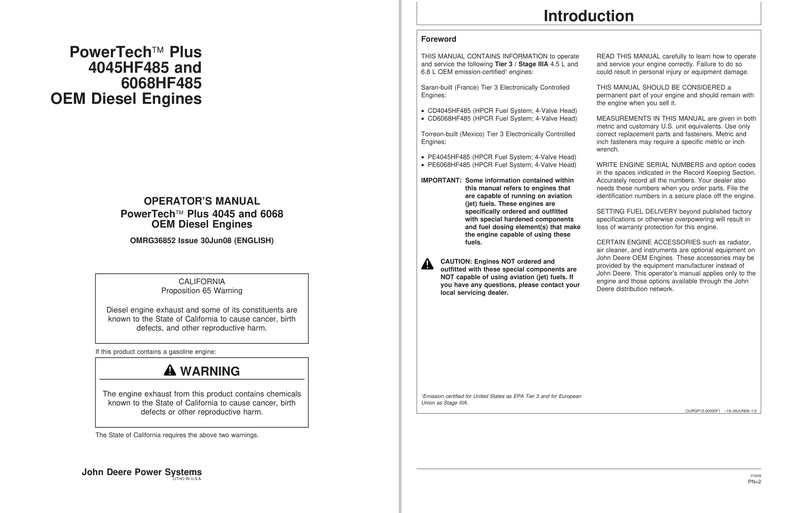 PowerTech™ Plus
4045HF485 and
6068HF485
OEM Diesel Engines
OPERATOR'S MANUAL
PowerTech™ Plus 4045 and 6068
OEM Diesel Engines
OMRG36852 Issue 30Jun08 (ENGLISH)
CALIFORNIA
Proposition 65 Warning
Diesel engine exhaust and some of its constituents are
known to the State of California to cause cancer, birth
defects, and other reproductive harm.
If this product contains a gasoline engine:
WARNING
The engine exhaust from this product contains chemicals
known to the State of California to cause cancer, birth
defects or other reproductive harm.
The State of California requires the above two warnings.
John Deere Power Systems
LITHO IN U.S.A.
Introduction
Foreword
THIS MANUAL CONTAINS INFORMATION to operate
and service the following Tier 3 / Stage IIIA 4.5 L and
6.8 L OEM emission-certified¹ engines:
Saran-built (France) Tier 3 Electronically Controlled
Engines:
• CD4045HF485 (HPCR Fuel System; 4-Valve Head)
• CD6068HF485 (HPCR Fuel System; 4-Valve Head)
Torreon-built (Mexico) Tier 3 Electronically Controlled
Engines:
• PE4045HF485 (HPCR Fuel System; 4-Valve Head)
• PE6068HF485 (HPCR Fuel System; 4-Valve Head)
IMPORTANT: Some information contained within
this manual refers to engines that
are capable of running on aviation
(jet) fuels. These engines are
specifically ordered and outfitted
with special hardened components
and fuel dosing element(s) that make
the engine capable of using these
fuels.
CAUTION: Engines NOT ordered and
outfitted with these special components are
NOT capable of using aviation (jet) fuels. If
you have any questions, please contact your
local servicing dealer.
¹Emission certified for United States as EPA Tier 3 and for European
Union as Stage IIIA.
READ THIS MANUAL carefully to learn how to operate
and service your engine correctly. Failure to do so
could result in personal injury or equipment damage.
THIS MANUAL SHOULD BE CONSIDERED a
permanent part of your engine and should remain with
the engine when you sell it.
MEASUREMENTS IN THIS MANUAL are given in both
metric and customary U.S. unit equivalents. Use only
correct replacement parts and fasteners. Metric and
inch fasteners may require a specific metric or inch
wrench.
WRITE ENGINE SERIAL NUMBERS and option codes
in the spaces indicated in the Record Keeping Section.
Accurately record all the numbers. Your dealer also
needs these numbers when you order parts. File the
identification numbers in a secure place off the engine.
SETTING FUEL DELIVERY beyond published factory
specifications or otherwise overpowering will result in
loss of warranty protection for this engine.
CERTAIN ENGINE ACCESSORIES such as radiator,
air cleaner, and instruments are optional equipment on
John Deere OEM Engines. These accessories may be
provided by the equipment manufacturer instead of
John Deere. This operator's manual applies only to the
engine and those options available through the John
Deere distribution network.
PN=2